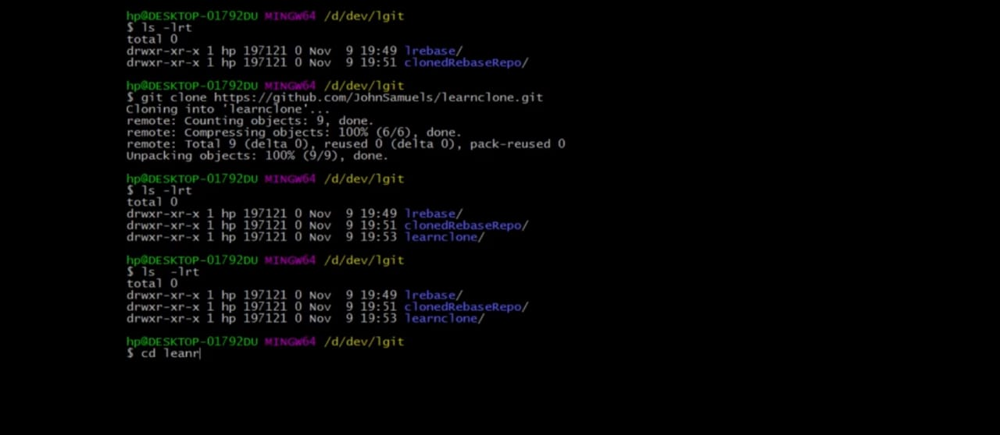 hp@DESKTOP-01792DU MINGW64 /d/dev/lgit
$ ls -lrt
total 0
drwxr-xr-x 1 hp 197121 0 Nov  9 19:49 lrebase/
drwxr-xr-x 1 hp 197121 0 Nov  9 19:51 clonedRebaseRepo/
hp@DESKTOP-01792DU MINGW64 /d/dev/lgit
$ git clone https://github.com/JohnSamuels/learnclone.git
Cloning into 'learnclone'...
remote: Counting objects: 9, done.
remote: Compressing objects: 100% (6/6), done.
remote: Total 9 (delta 0), reused 0 (delta 0), pack-reused 0
Unpacking objects: 100% (9/9), done.
hp@DESKTOP-01792DU MINGW64 /d/dev/lgit
$ ls -lrt
total 0
drwxr-xr-x 1 hp 197121 0 Nov  9 19:49 lrebase/
drwxr-xr-x 1 hp 197121 0 Nov  9 19:51 clonedRebaseRepo/
drwxr-xr-x 1 hp 197121 0 Nov  9 19:53 learnclone/
hp@DESKTOP-01792DU MINGW64 /d/dev/lgit
$ ls  -lrt
total 0
drwxr-xr-x 1 hp 197121 0 Nov  9 19:49 lrebase/
drwxr-xr-x 1 hp 197121 0 Nov  9 19:51 clonedRebaseRepo/
drwxr-xr-x 1 hp 197121 0 Nov  9 19:53 learnclone/
hp@DESKTOP-01792DU MINGW64 /d/dev/lgit
$ cd leanr